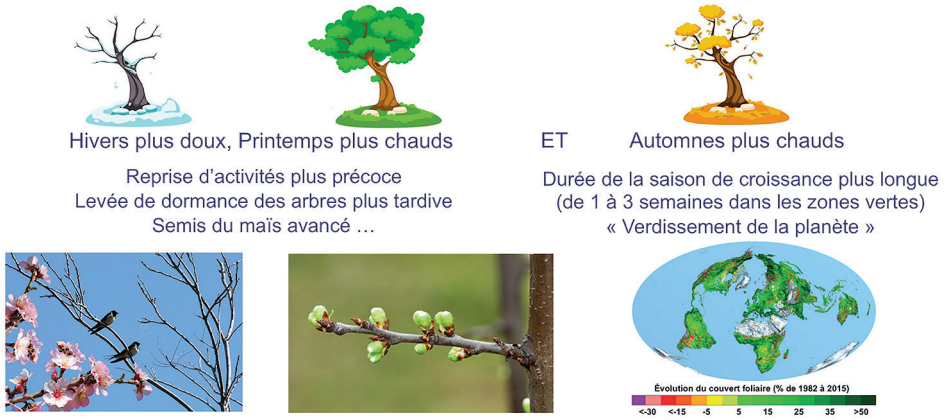 Hivers plus doux, Printemps plus chauds
ET
Automnes plus chauds
Reprise d’activités plus précoce
Levée de dormance des arbres plus tardive
Semis du maïs avancé …
Durée de la saison de croissance plus longue
(de 1 à 3 semaines dans les zones vertes)
« Verdissement de la planète »
Évolution du couvert foliaire (% de 1982 à 2015)
<-30 <-15 -5 5 15 25 35 >50